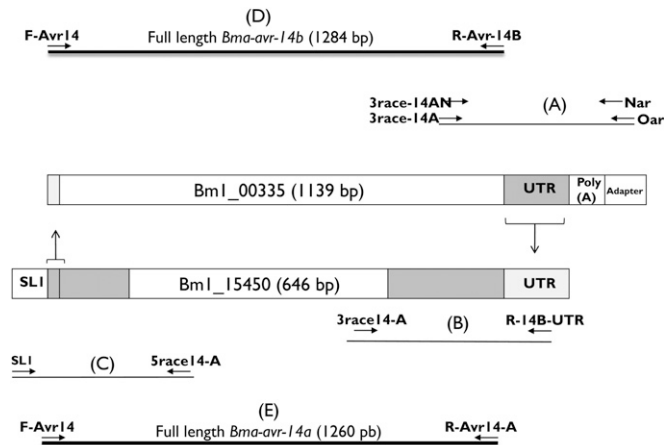 (D)
F-Avr14 Full length Bma-avr-14b (1284 bp) R-Avr-14B
3race-14AN (A) Nar
3race-14A Oar
Bm1_00335 (1139 bp) UTR Poly (A) Adapter
SL1 Bm1_15450 (646 bp) UTR
3race14-A (B) R-14B-UTR
SL1 (C) 5race14-A
(E)
F-Avr14 Full length Bma-avr-14a (1260 pb) R-Avr14-A